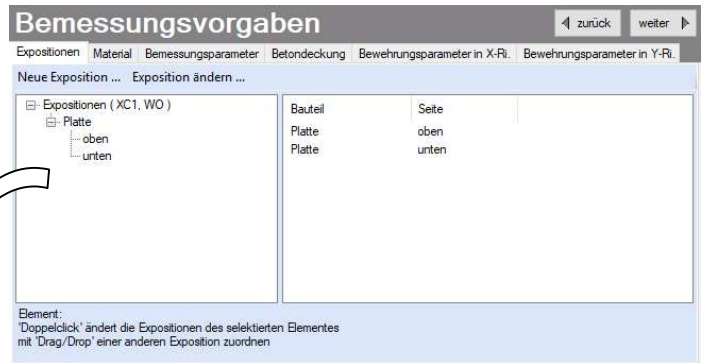 Bemessungsvorgaben
zurück weiter
Expositionen Material Bemessungsparameter Betondeckung Bewehrungsparameter in X-Ri. Bewehrungsparameter in Y-Ri.
Neue Exposition ... Exposition ändern ...
Expositionen ( XC1, WO )
Platte
oben
unten
Bauteil Seite
Platte oben
Platte unten
Element:
'Doppelclick' ändert die Expositionen des selektierten Elementes
mit 'Drag/Drop' einer anderen Exposition zuordnen